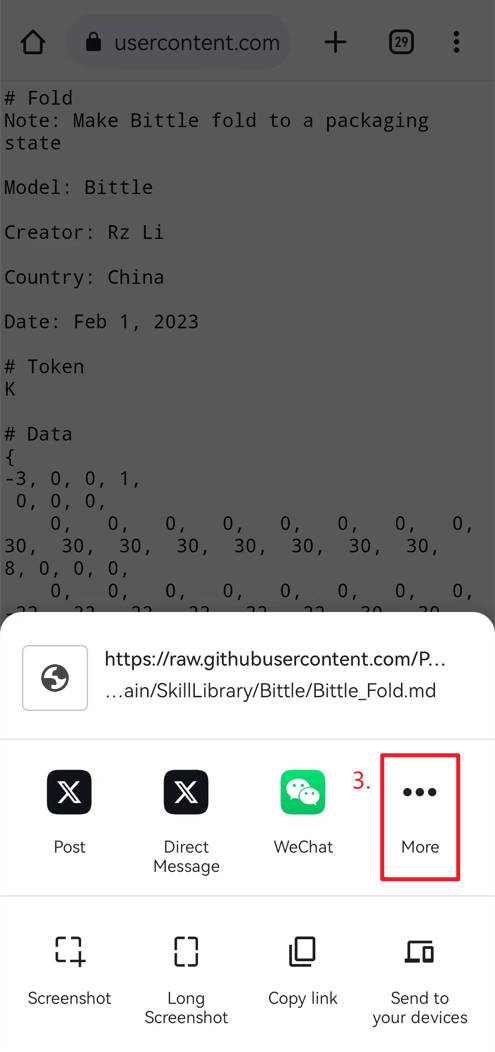 usercontent.com
29
# Fold
Note: Make Bittle fold to a packaging
state
Model: Bittle
Creator: Rz Li
Country: China
Date: Feb 1, 2023
# Token
K
# Data
{
-3, 0, 0, 1,
0, 0, 0,
0, 0, 0, 0, 0, 0, 0, 0,
30, 30, 30, 30, 30, 30, 30, 30,
8, 0, 0, 0,
0, 0, 0, 0, 0, 0, 0, 0,
https://raw.githubusercontent.com/P...
...ain/SkillLibrary/Bittle/Bittle_Fold.md
3.
Post
Direct
Message
WeChat
More
Screenshot
Long
Screenshot
Copy link
Send to
your devices